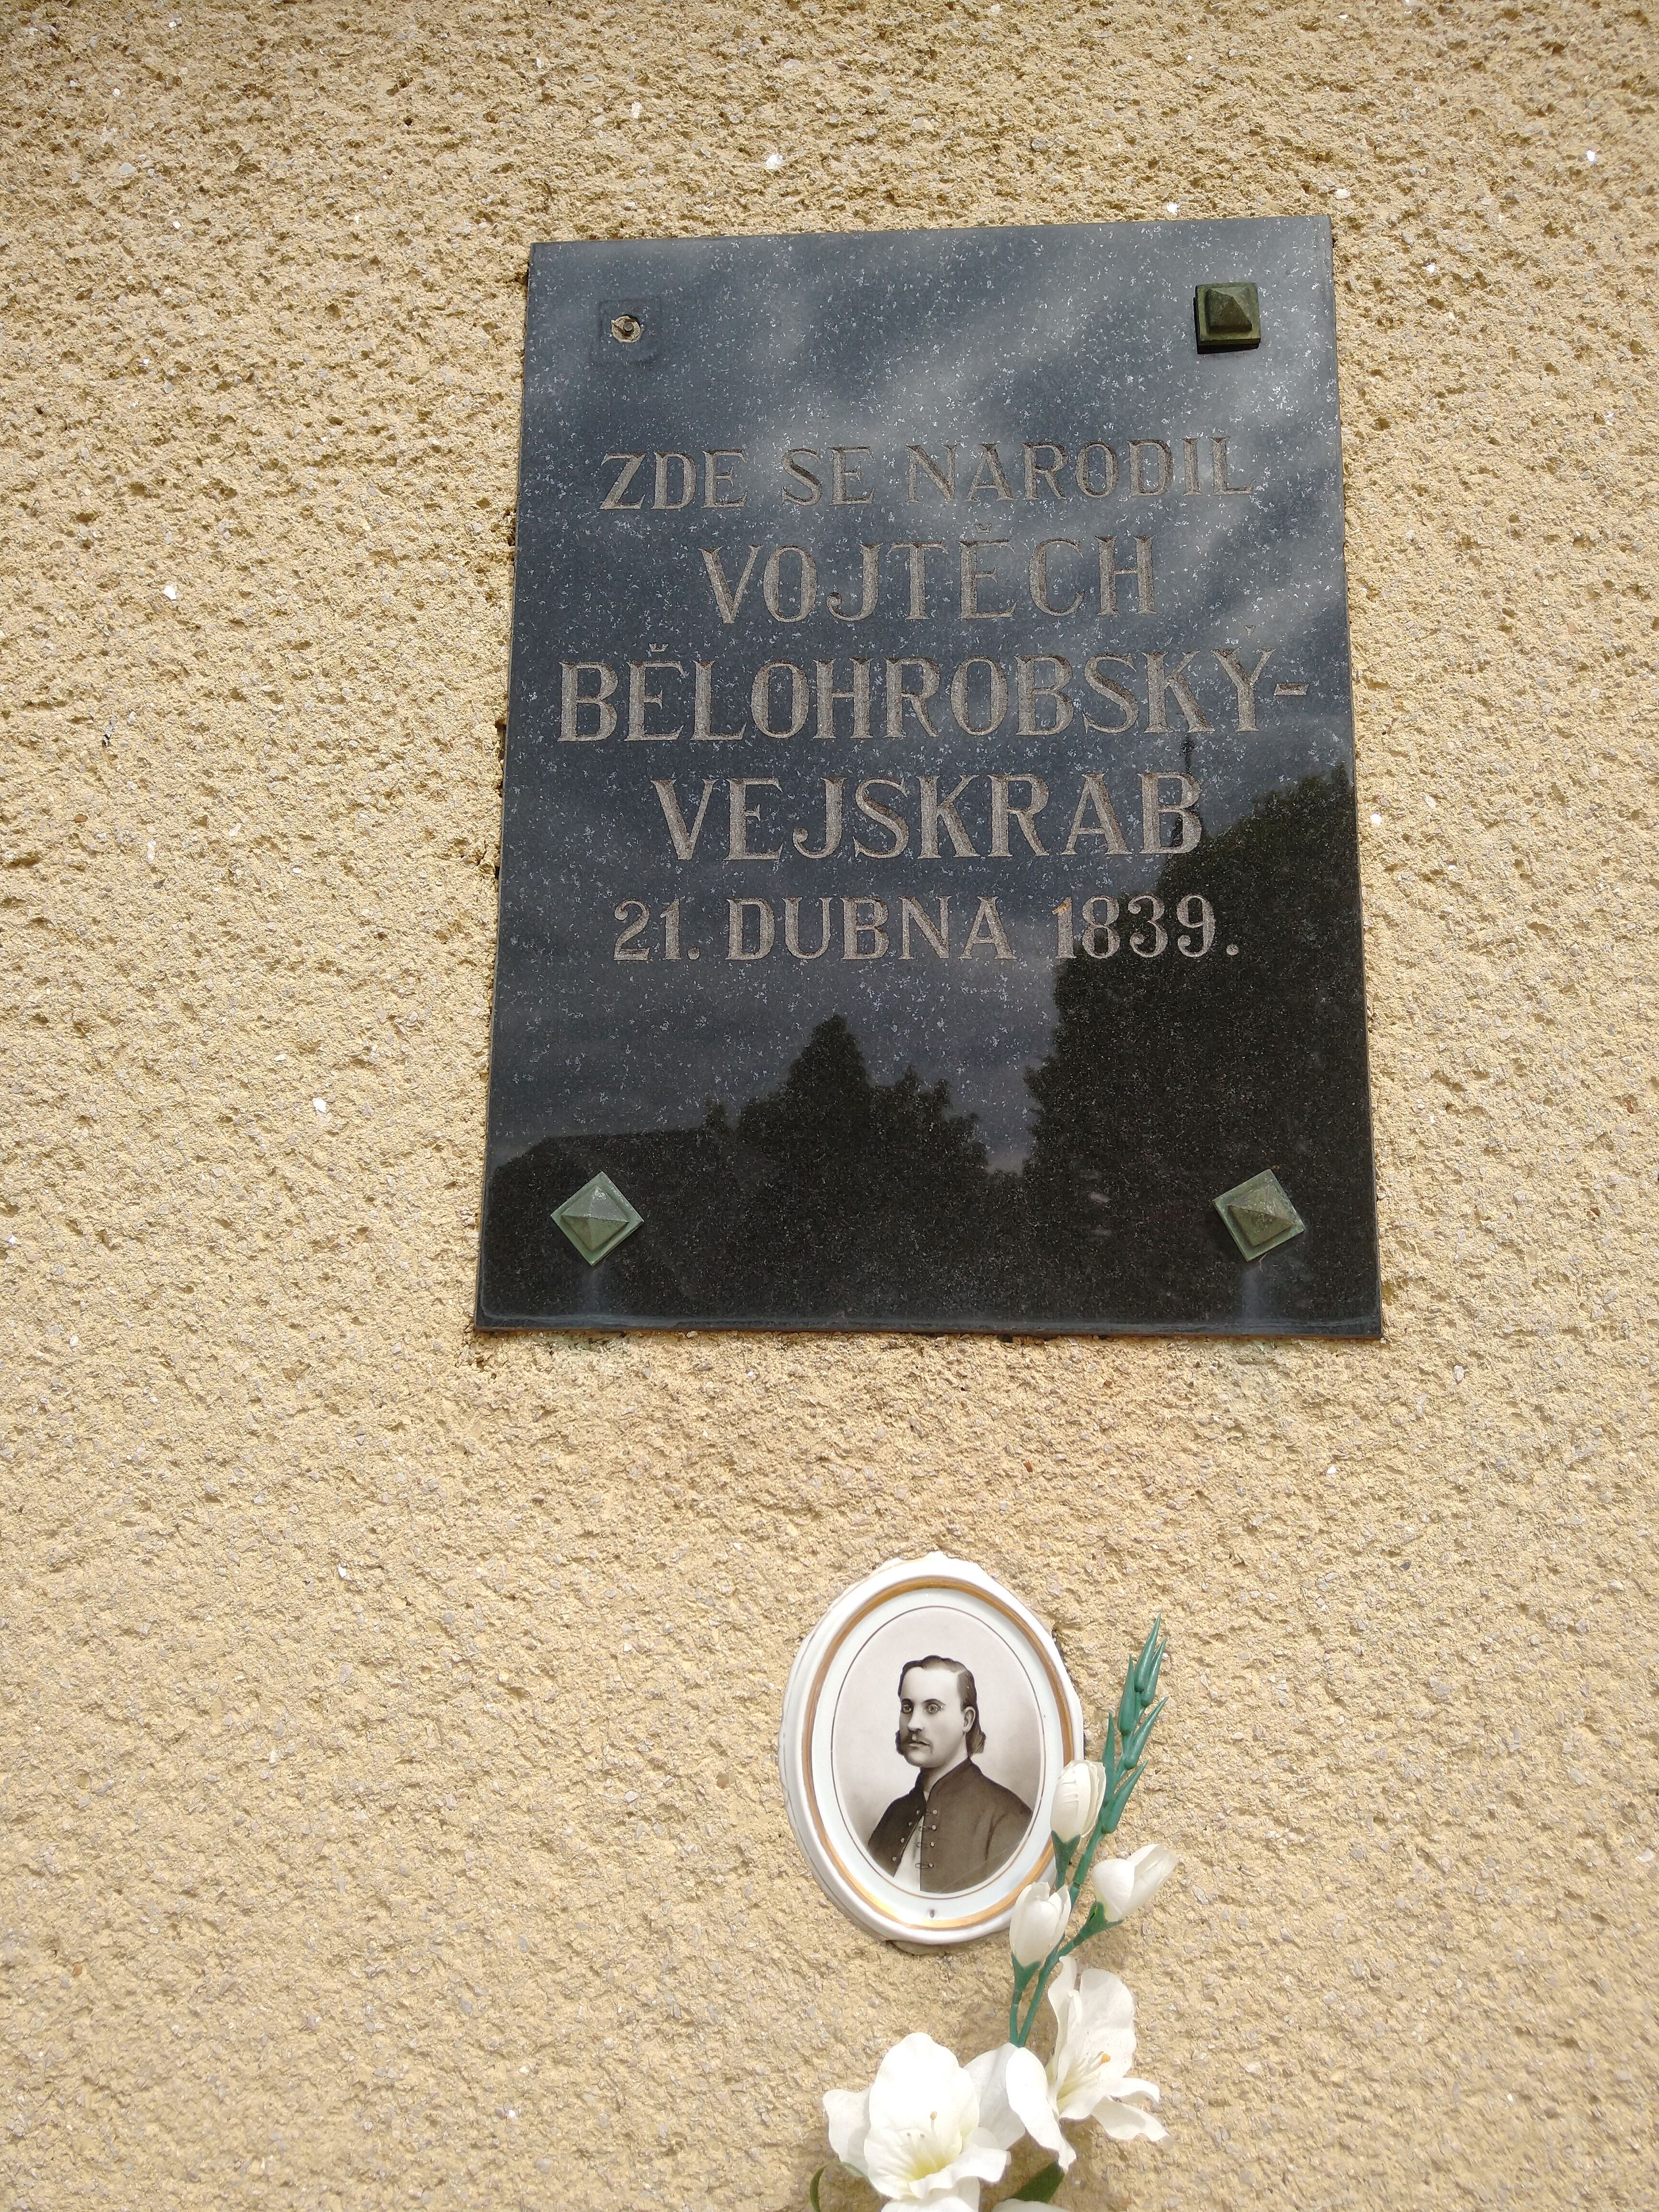 ZDE SE NARODIL
VOJTĚCH
BĚLOHROBSKÝ-
VEJSKRAB
21. DUBNA 1839.